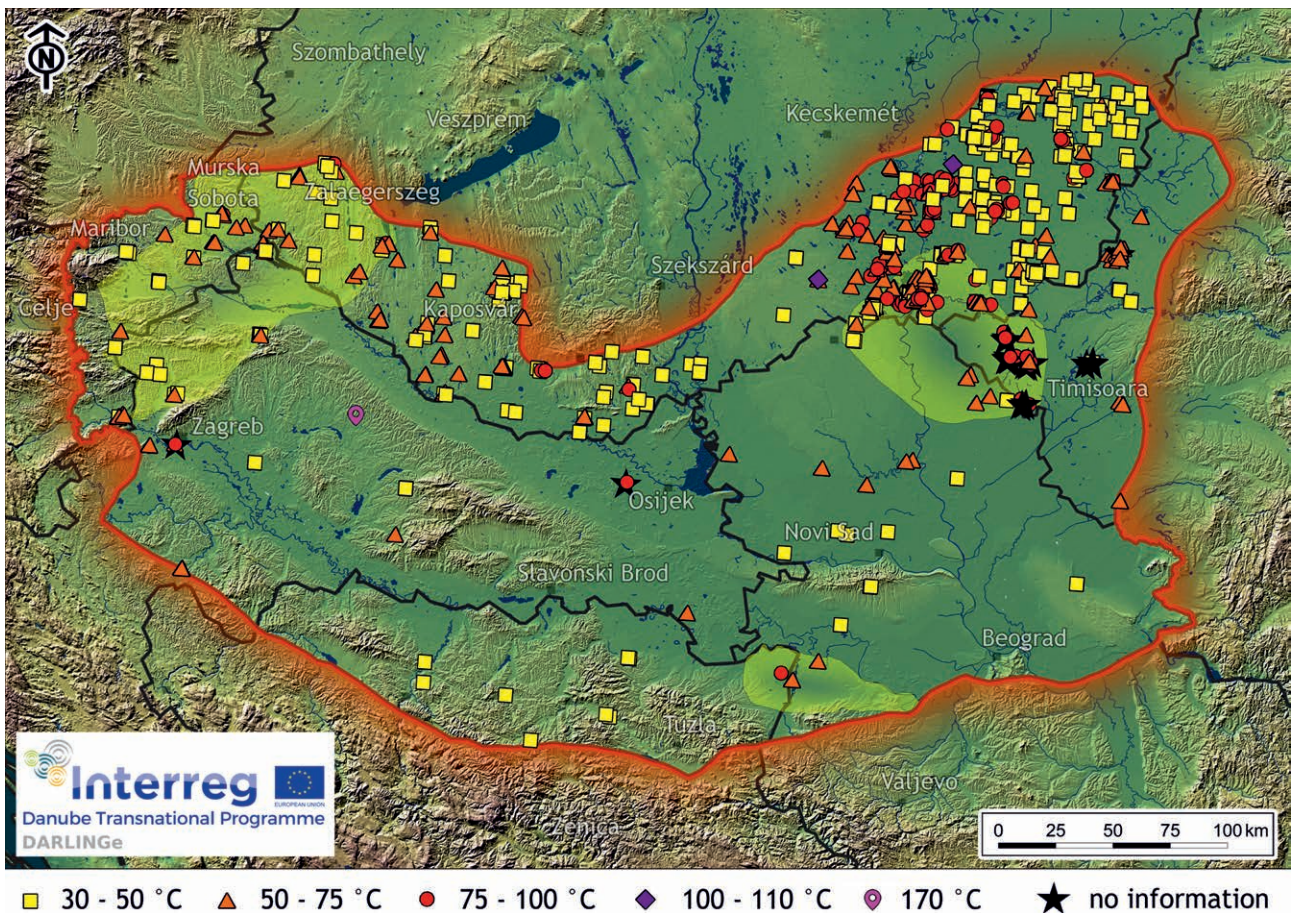 N
Szombathely
Veszprem
Kecskemét
Murska
Sobota
Zalaegerszeg
Maribor
Szekszárd
Celje
Kaposvár
Timisoara
Zagreb
Osijek
Novi Sad
Slavonski Brod
Beograd
Tuzla
Valjevo
Zenica
Interreg
EUROPEAN UNION
Danube Transnational Programme
DARLINGe
0 25 50 75 100 km
30 - 50 °C 50 - 75 °C 75 - 100 °C 100 - 110 °C 170 °C no information